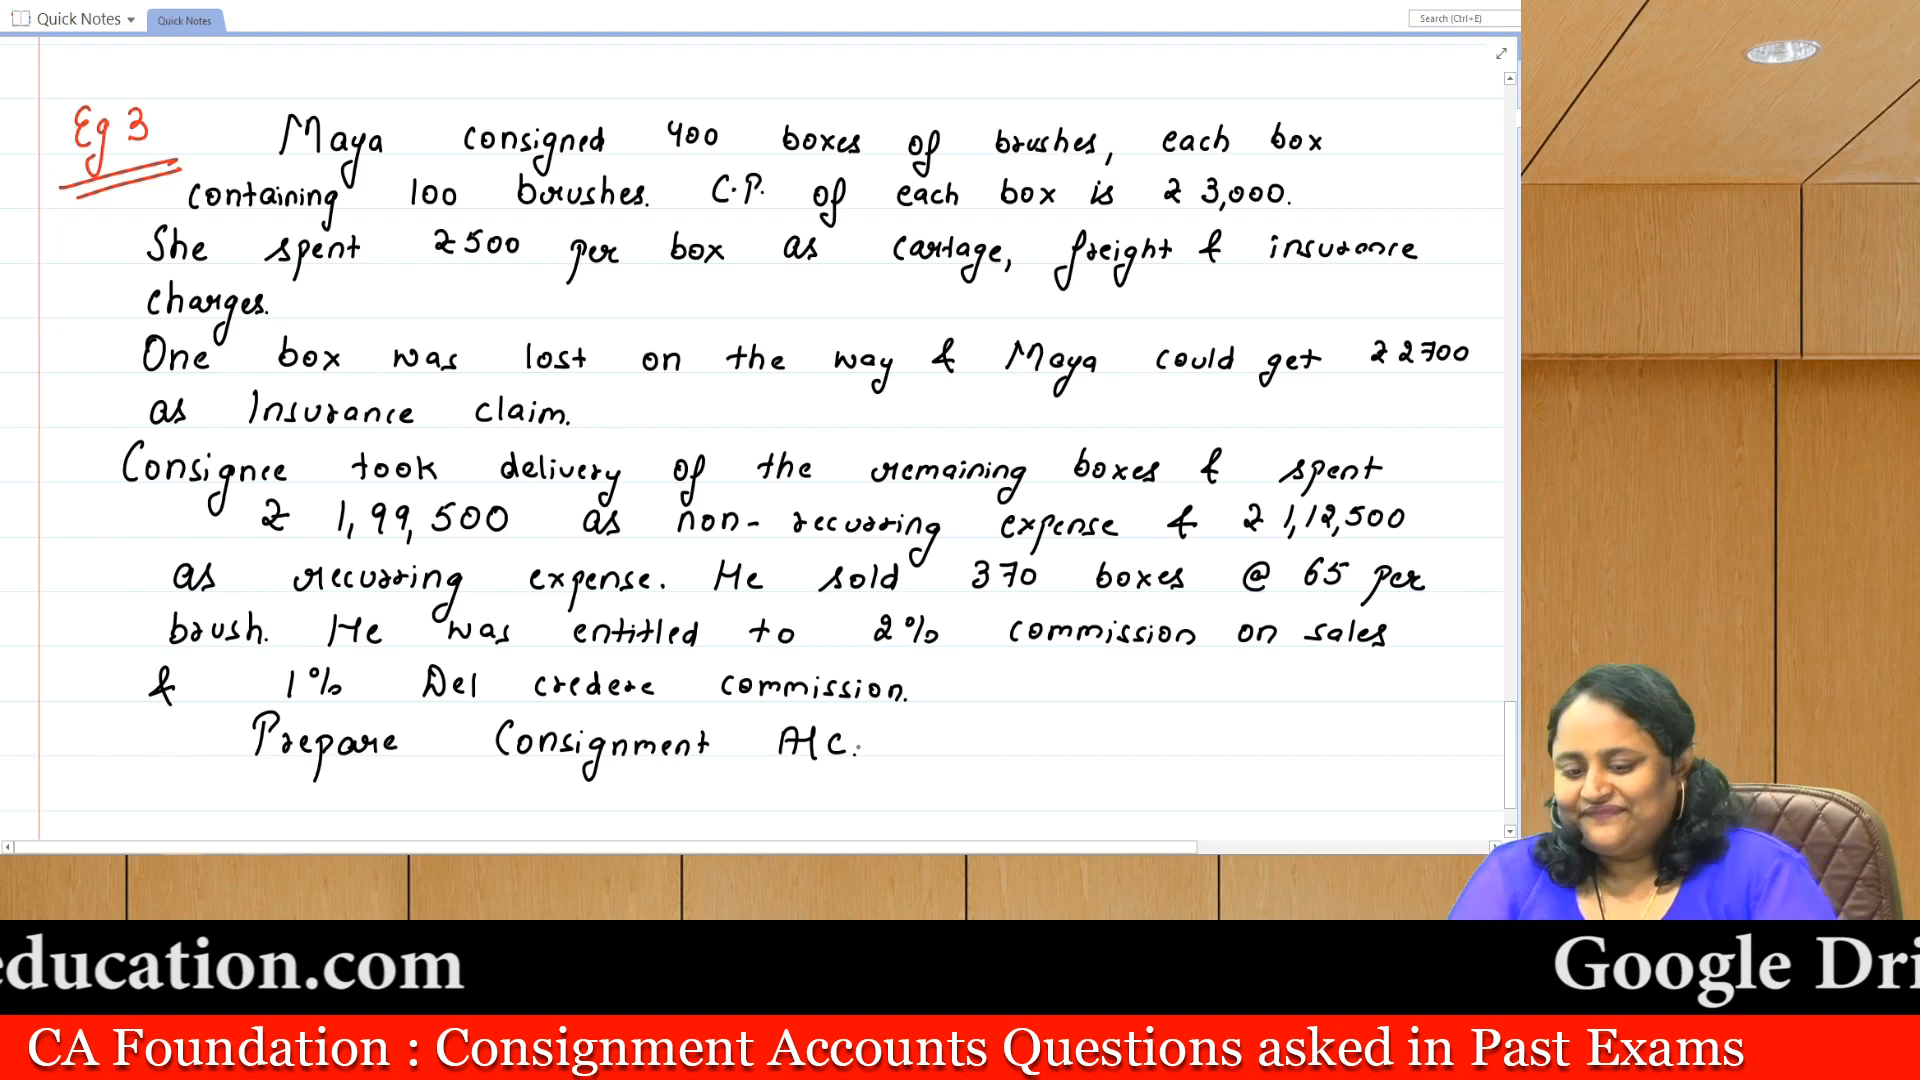 Quick Notes
Quick Notes
Search (Ctrl+E)
Eg 3 Maya consigned 400 boxes of brushes, each box
containing 100 brushes. C.P. of each box is ₹ 3,000.
She spent ₹500 per box as cartage, freight & insurance
charges.
One box was lost on the way & Maya could get ₹2700
as Insurance claim.
Consignee took delivery of the remaining boxes & spent
₹ 1,99,500 as non-recurring expense & ₹1,12,500
as recurring expense. He sold 370 boxes @ 65 per
brush. He was entitled to 2% commission on sales
& 1% Del credere commission.
Prepare Consignment A/C.
education.com Google Dri
CA Foundation : Consignment Accounts Questions asked in Past Exams